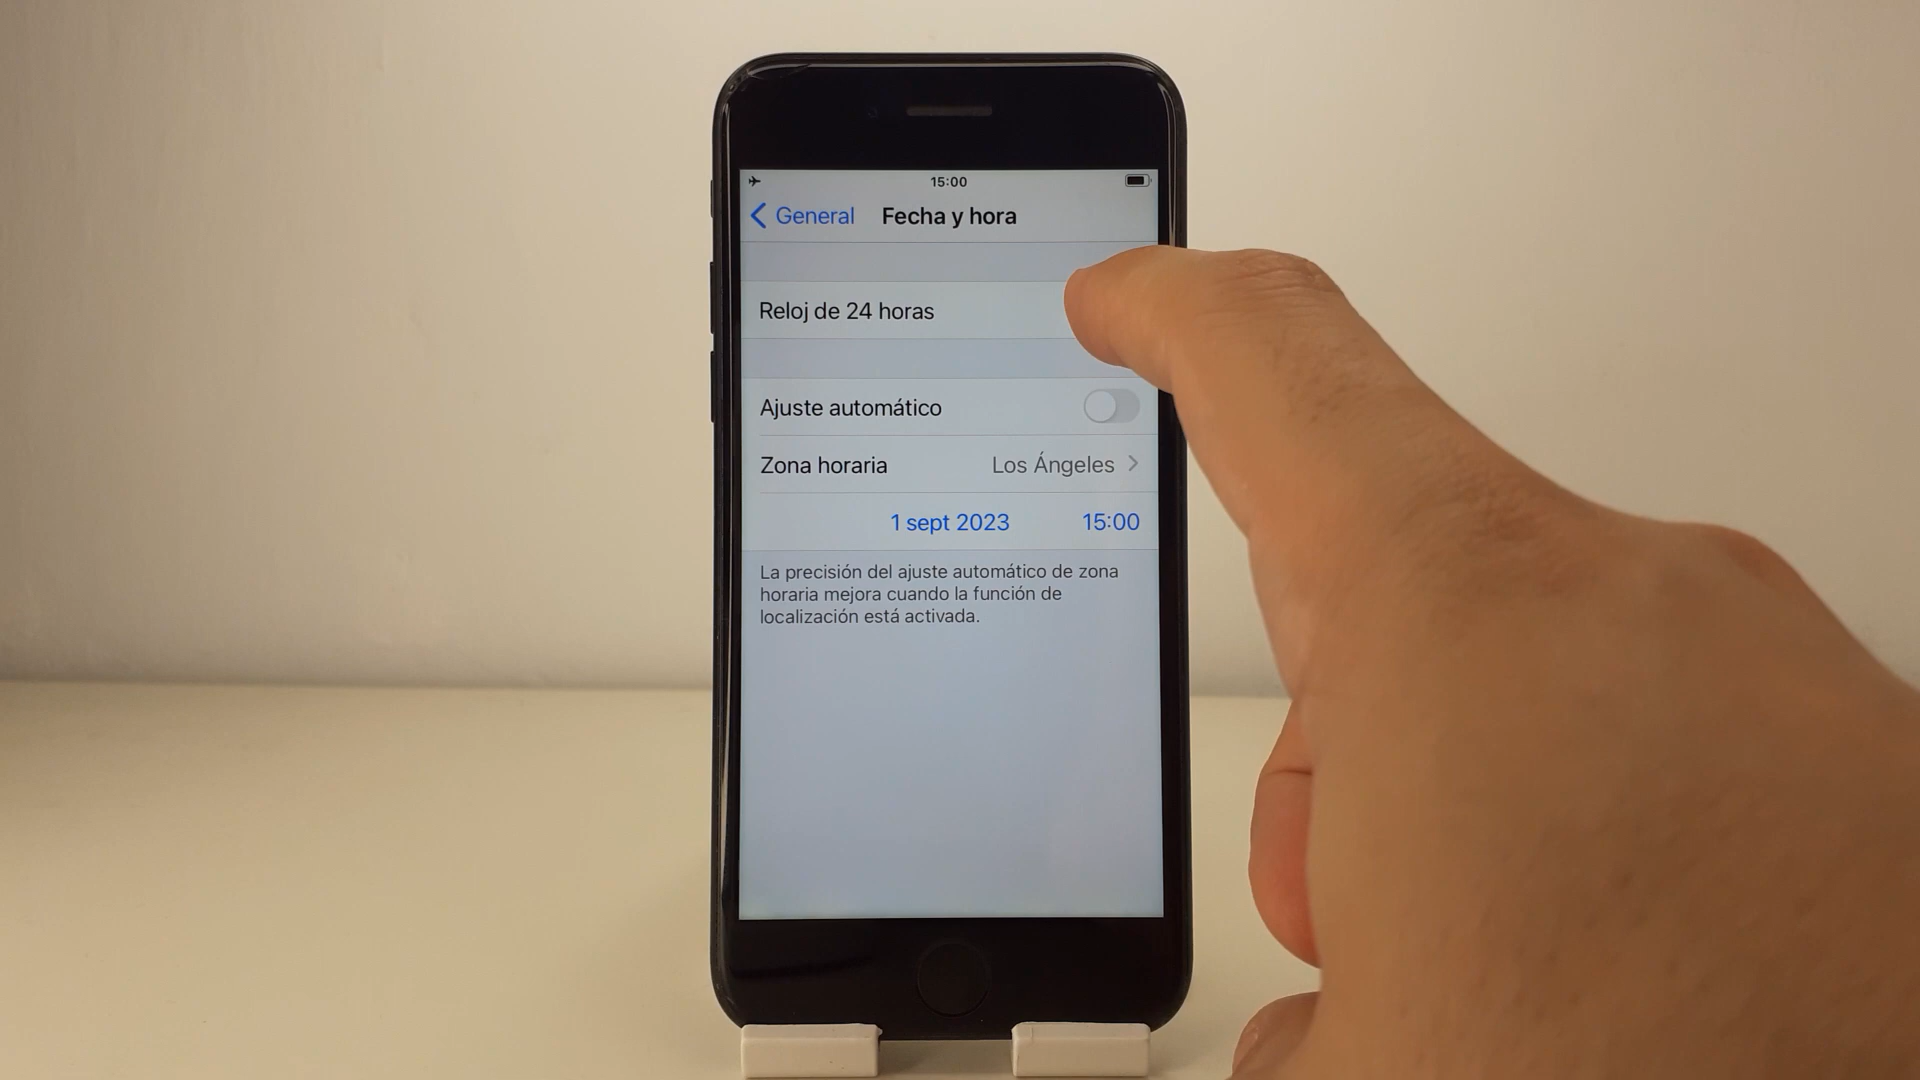 15:00
General
Fecha y hora
Reloj de 24 horas
Ajuste automático
Zona horaria Los Ángeles
1 sept 2023 15:00
La precisión del ajuste automático de zona
horaria mejora cuando la función de
localización está activada.